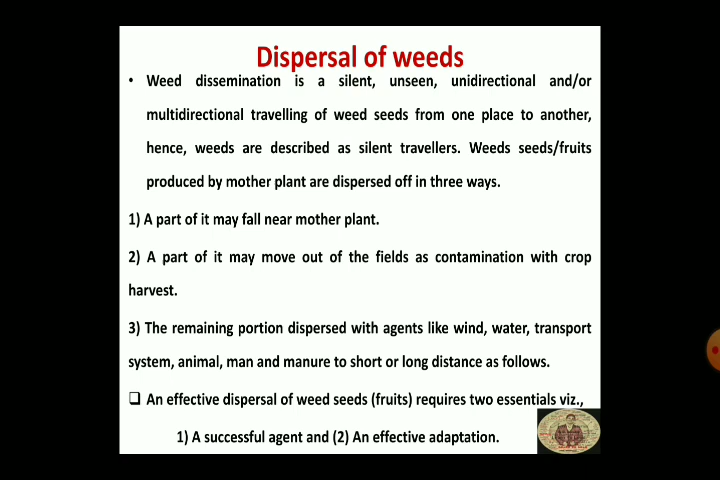 Dispersal of weeds
• Weed dissemination is a silent, unseen, unidirectional and/or
multidirectional travelling of weed seeds from one place to another,
hence, weeds are described as silent travellers. Weeds seeds/fruits
produced by mother plant are dispersed off in three ways.
1) A part of it may fall near mother plant.
2) A part of it may move out of the fields as contamination with crop
harvest.
3) The remaining portion dispersed with agents like wind, water, transport
system, animal, man and manure to short or long distance as follows.
❑ An effective dispersal of weed seeds (fruits) requires two essentials viz.,
1) A successful agent and (2) An effective adaptation.